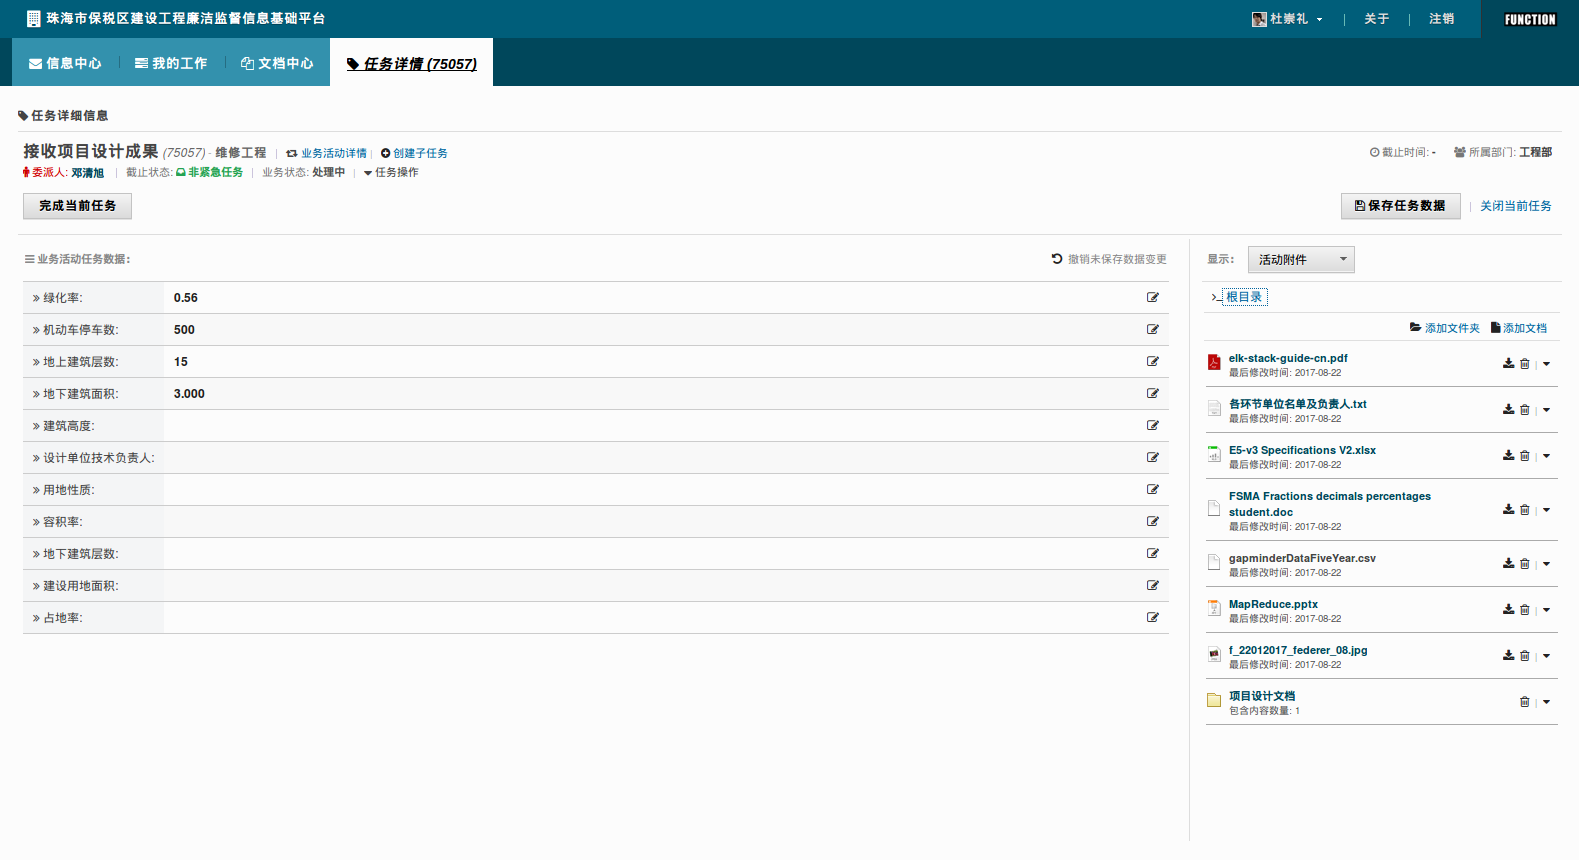 珠海市保税区建设工程廉洁监督信息基础平台
杜崇礼 | 关于 | 注销 FUNCTION
信息中心 | 我的工作 | 文档中心 任务详情 (75057)
任务详细信息
接收项目设计成果 (75057) - 维修工程 | 业务活动详情 | 创建子任务
截止时间: - 所属部门: 工程部
委派人: 邓清旭 | 截止状态: 非紧急任务 | 业务状态: 处理中 | 任务操作
完成当前任务
保存任务数据 | 关闭当前任务
业务活动任务数据:
撤销未保存数据变更
绿化率: 0.56
机动车停车数: 500
地上建筑层数: 15
地下建筑面积: 3.000
建筑高度:
设计单位技术负责人:
用地性质:
容积率:
地下建筑层数:
建设用地面积:
占地率:
显示: 活动附件
根目录
添加文件夹 添加文档
elk-stack-guide-cn.pdf
最后修改时间: 2017-08-22
各环节单位名单及负责人.txt
最后修改时间: 2017-08-22
E5-v3 Specifications V2.xlsx
最后修改时间: 2017-08-22
FSMA Fractions decimals percentages
student.doc
最后修改时间: 2017-08-22
gapminderDataFiveYear.csv
最后修改时间: 2017-08-22
MapReduce.pptx
最后修改时间: 2017-08-22
f_22012017_federer_08.jpg
最后修改时间: 2017-08-22
项目设计文档
包含内容数量: 1